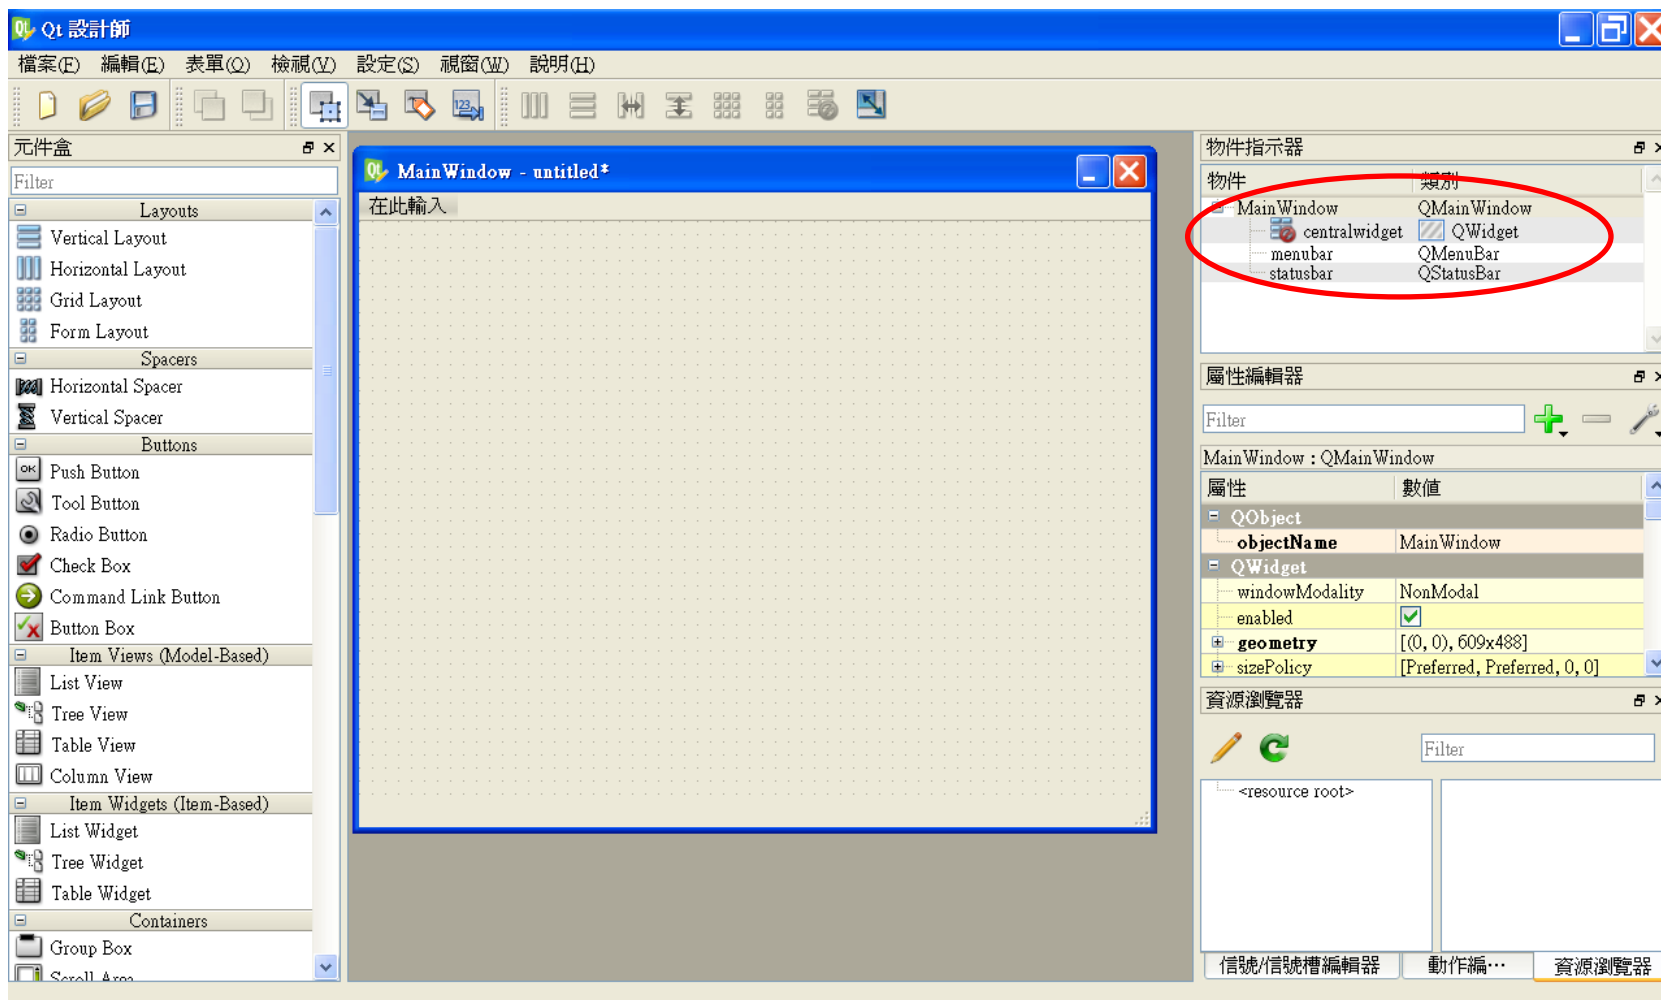 Qt 設計師
檔案(F) 編輯(E) 表單(O) 檢視(V) 設定(S) 視窗(W) 說明(H)
元件盒
Filter
Layouts
Vertical Layout
Horizontal Layout
Grid Layout
Form Layout
Spacers
Horizontal Spacer
Vertical Spacer
Buttons
OK Push Button
Tool Button
Radio Button
Check Box
Command Link Button
Button Box
Item Views (Model-Based)
List View
Tree View
Table View
Column View
Item Widgets (Item-Based)
List Widget
Tree Widget
Table Widget
Containers
Group Box
Scroll Area
MainWindow - untitled*
在此輸入
物件指示器
物件 類別
MainWindow QMainWindow
centralwidget QWidget
menubar QMenuBar
statusbar QStatusBar
屬性編輯器
Filter
MainWindow : QMainWindow
屬性 數值
QObject
objectName MainWindow
QWidget
windowModality NonModal
enabled
geometry [(0, 0), 609x488]
sizePolicy [Preferred, Preferred, 0, 0]
資源瀏覽器
Filter
<resource root>
信號/信號槽編輯器 動作編… 資源瀏覽器